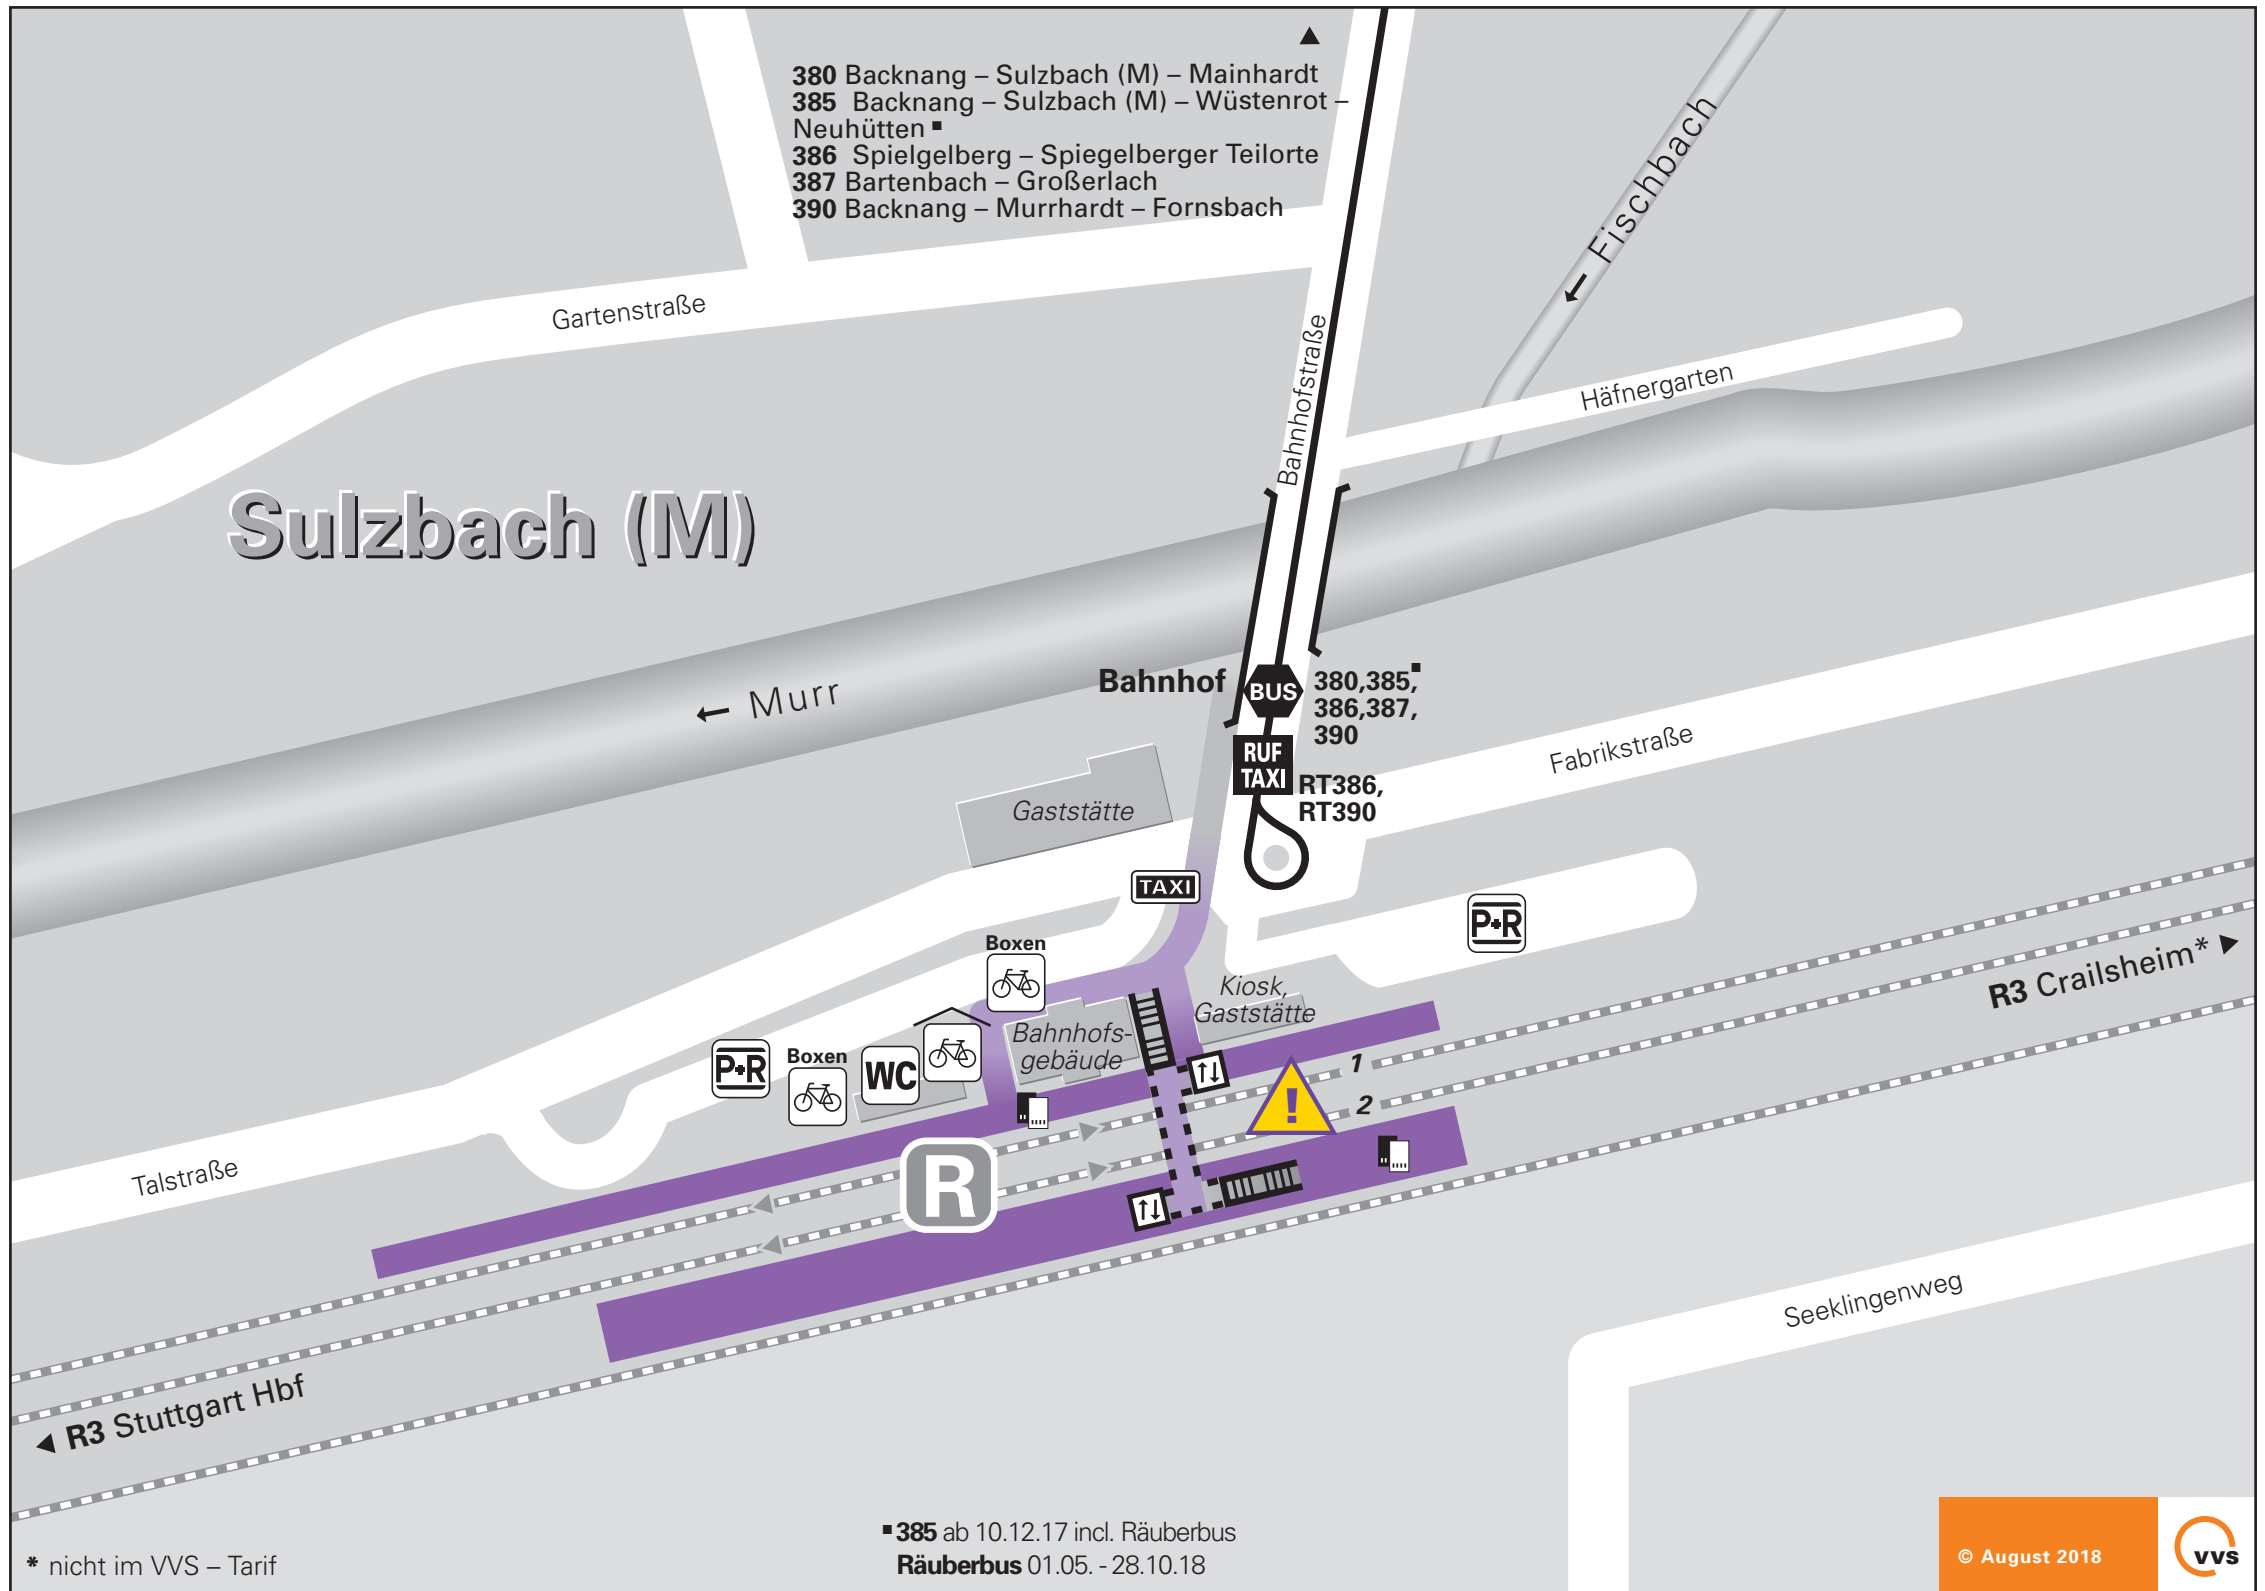 380 Backnang – Sulzbach (M) – Mainhardt
385 Backnang – Sulzbach (M) – Wüstenrot –
Neuhütten ▪
386 Spielgelberg – Spiegelberger Teilorte
387 Bartenbach – Großerlach
390 Backnang – Murrhardt – Fornsbach
← Fischbach
Gartenstraße
Bahnhofstraße
Häfnergarten
Sulzbach (M)
← Murr
Bahnhof
BUS
380,385,▪
386,387,
390
RUF
TAXI
RT386,
RT390
Fabrikstraße
Gaststätte
TAXI
P+R
Boxen
Kiosk,
Gaststätte
R3 Crailsheim* ►
Bahnhofs-
gebäude
P+R
Boxen
WC
1
!
2
Talstraße
R
Seeklingenweg
◄ R3 Stuttgart Hbf
▪ 385 ab 10.12.17 incl. Räuberbus
Räuberbus 01.05. - 28.10.18
* nicht im VVS – Tarif
© August 2018
vvs